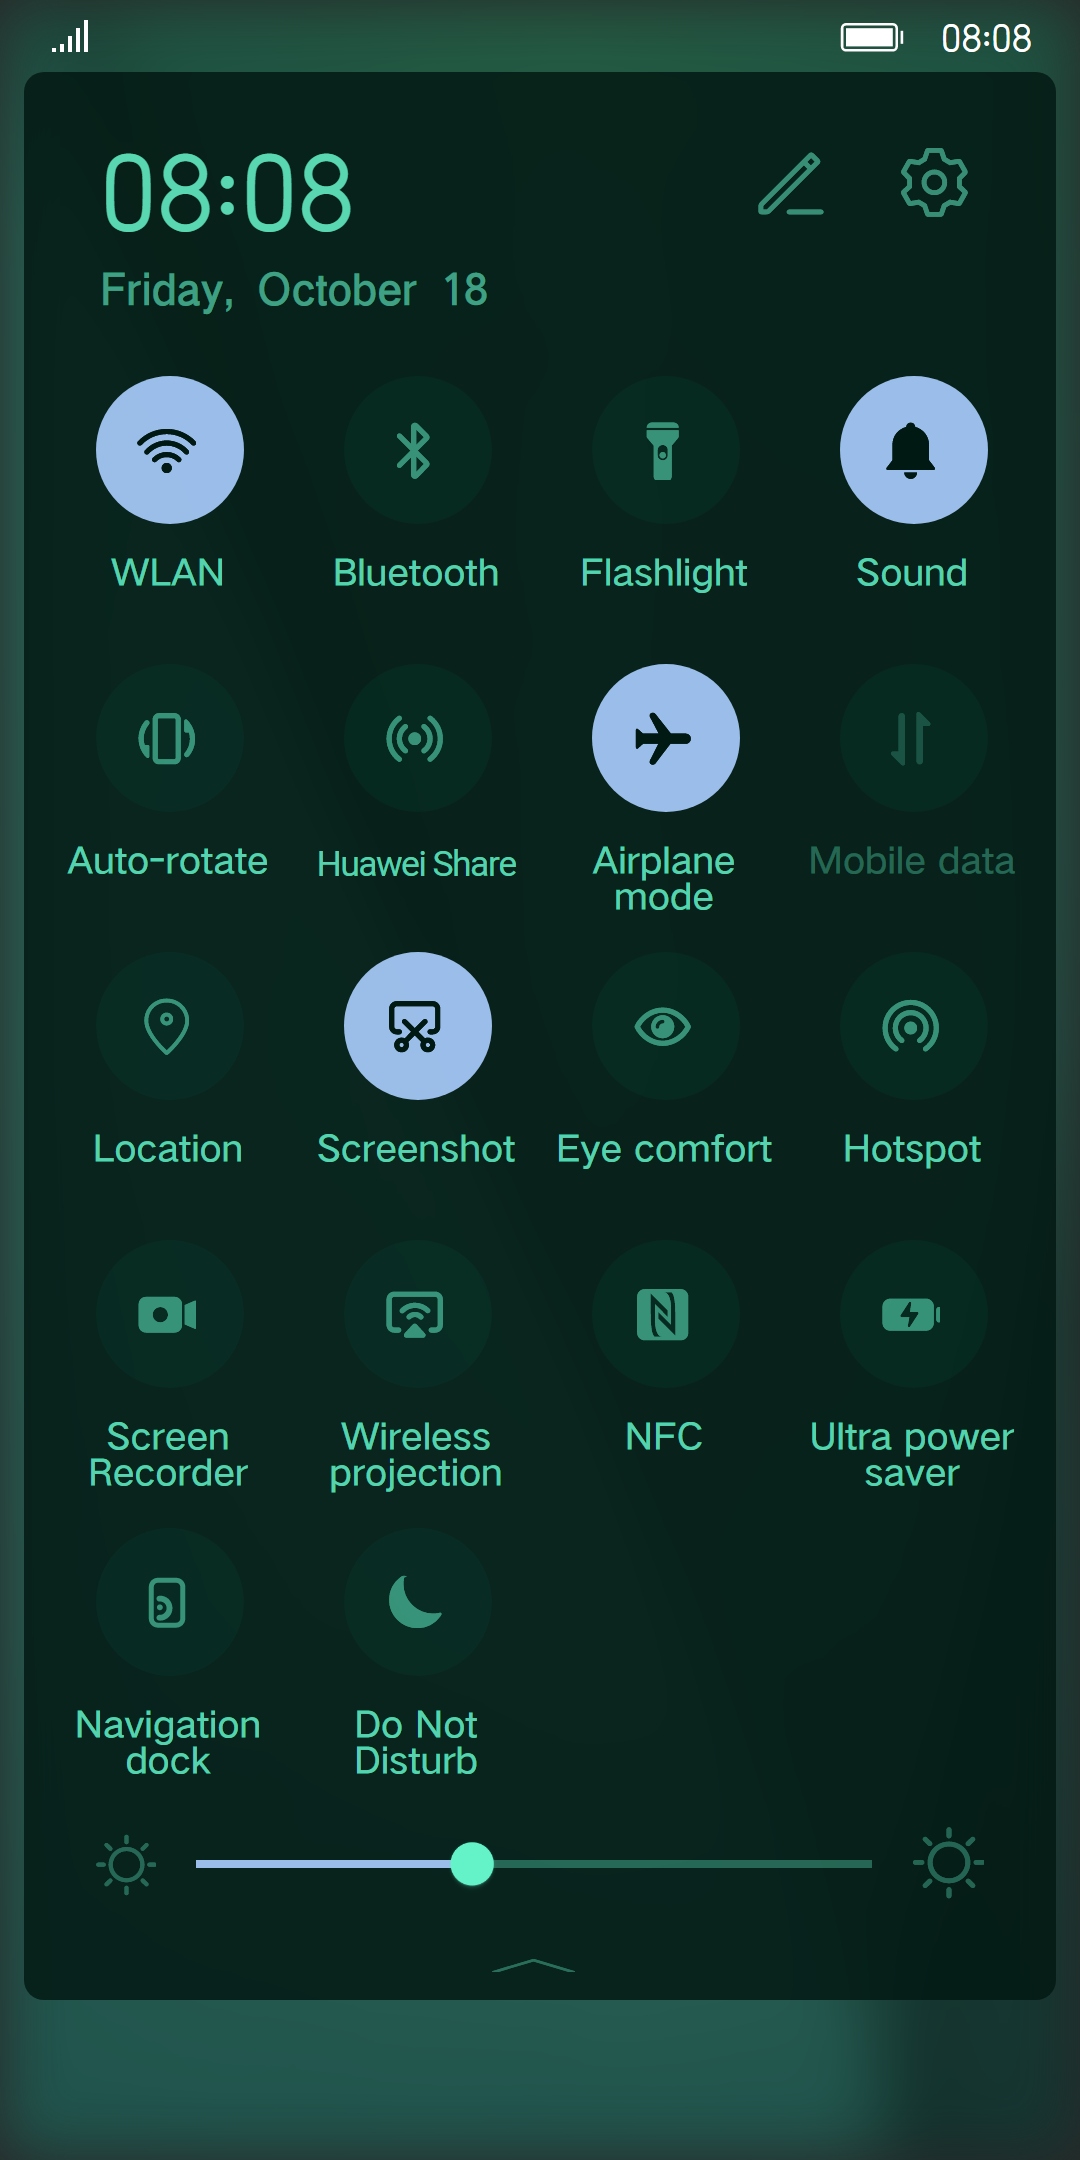 08:08
08:08
Friday, October 18
WLAN
Bluetooth
Flashlight
Sound
Auto-rotate
Huawei Share
Airplane
mode
Mobile data
Location
Screenshot
Eye comfort
Hotspot
Screen
Recorder
Wireless
projection
NFC
Ultra power
saver
Navigation
dock
Do Not
Disturb